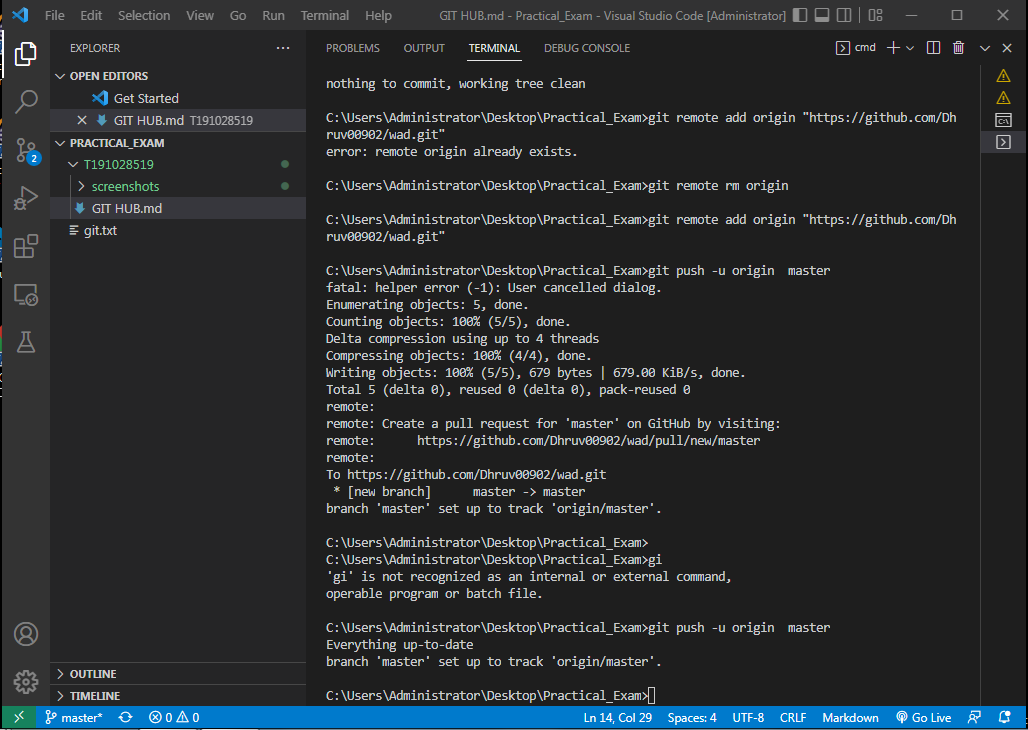 File Edit Selection View Go Run Terminal Help GIT HUB.md - Practical_Exam - Visual Studio Code [Administrator]
EXPLORER
OPEN EDITORS
Get Started
GIT HUB.md T191028519
PRACTICAL_EXAM
T191028519
screenshots
GIT HUB.md
git.txt
2
OUTLINE
TIMELINE
PROBLEMS OUTPUT TERMINAL DEBUG CONSOLE cmd
nothing to commit, working tree clean
C:\Users\Administrator\Desktop\Practical_Exam>git remote add origin "https://github.com/Dh
ruv00902/wad.git"
error: remote origin already exists.
C:\Users\Administrator\Desktop\Practical_Exam>git remote rm origin
C:\Users\Administrator\Desktop\Practical_Exam>git remote add origin "https://github.com/Dh
ruv00902/wad.git"
C:\Users\Administrator\Desktop\Practical_Exam>git push -u origin  master
fatal: helper error (-1): User cancelled dialog.
Enumerating objects: 5, done.
Counting objects: 100% (5/5), done.
Delta compression using up to 4 threads
Compressing objects: 100% (4/4), done.
Writing objects: 100% (5/5), 679 bytes | 679.00 KiB/s, done.
Total 5 (delta 0), reused 0 (delta 0), pack-reused 0
remote:
remote: Create a pull request for 'master' on GitHub by visiting:
remote:      https://github.com/Dhruv00902/wad/pull/new/master
remote:
To https://github.com/Dhruv00902/wad.git
 * [new branch]      master -> master
branch 'master' set up to track 'origin/master'.
C:\Users\Administrator\Desktop\Practical_Exam>
C:\Users\Administrator\Desktop\Practical_Exam>gi
'gi' is not recognized as an internal or external command,
operable program or batch file.
C:\Users\Administrator\Desktop\Practical_Exam>git push -u origin  master
Everything up-to-date
branch 'master' set up to track 'origin/master'.
C:\Users\Administrator\Desktop\Practical_Exam>
master* 0 0 Ln 14, Col 29 Spaces: 4 UTF-8 CRLF Markdown Go Live